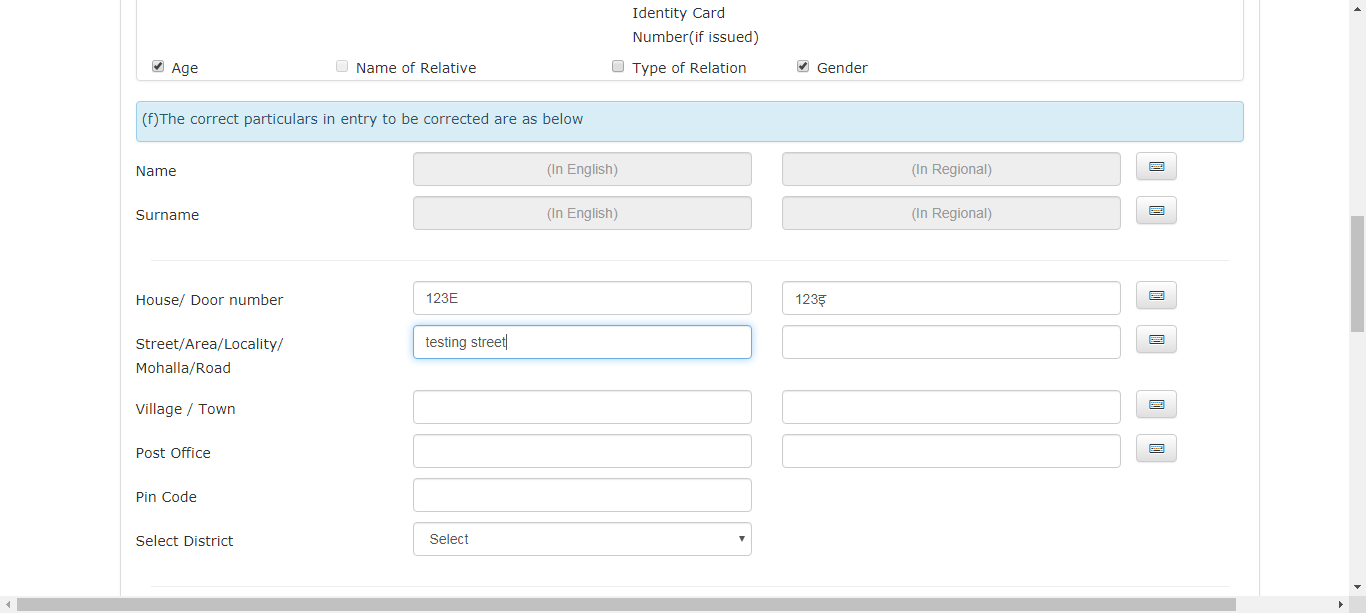 Identity Card
Number(if issued)
Age Name of Relative Type of Relation Gender
(f)The correct particulars in entry to be corrected are as below
Name (In English) (In Regional)
Surname (In English) (In Regional)
House/ Door number 123E 123इ
Street/Area/Locality/ testing street
Mohalla/Road
Village / Town
Post Office
Pin Code
Select District Select